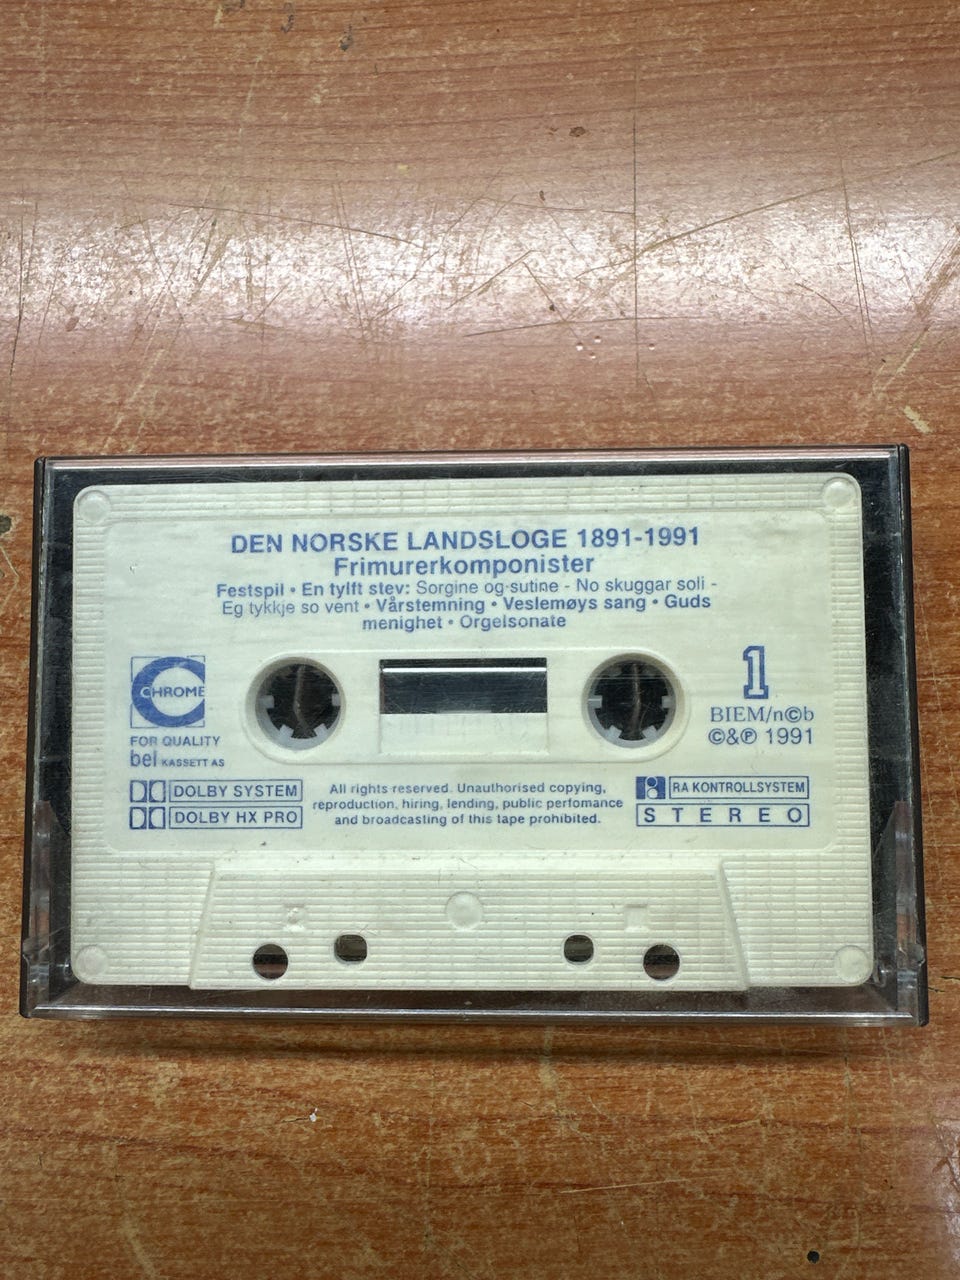 DEN NORSKE LANDSLOGE 1891-1991
Frimurerkomponister
Festspil • En tylft stev: Sorgine og sutine - No skuggar soli -
Eg tykkje so vent • Vårstemning • Veslemøys sang • Guds
menighet • Orgelsonate
CHROME
FOR QUALITY
bel KASSETT AS
1
BIEM/n©b
©&℗ 1991
DOLBY SYSTEM
DOLBY HX PRO
All rights reserved. Unauthorised copying,
reproduction, hiring, lending, public perfomance
and broadcasting of this tape prohibited.
RA KONTROLLSYSTEM
STEREO